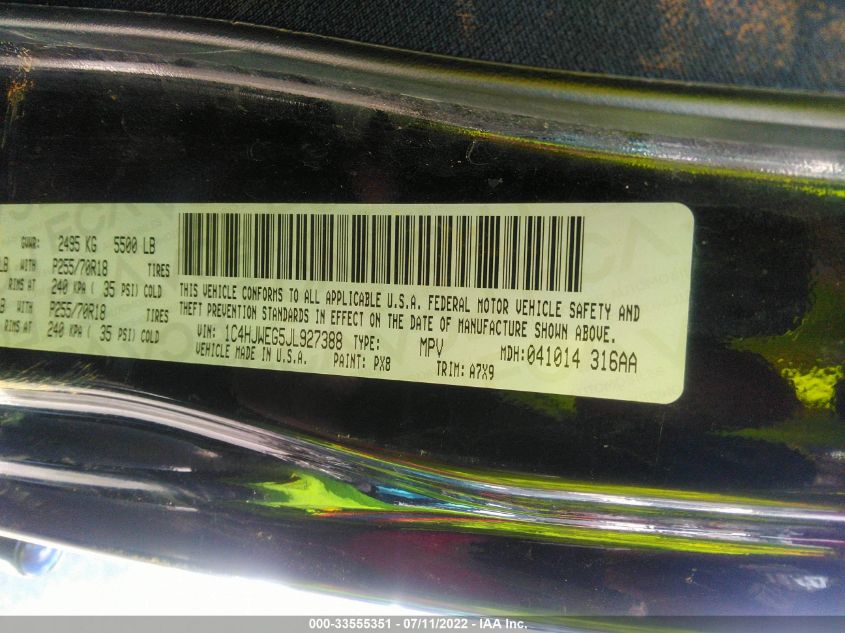 GVWR: 2495 KG 5500 LB
LB WITH P255/70R18 TIRES
RIMS AT 240 KPA ( 35 PSI) COLD
LB WITH P255/70R18 TIRES
RIMS AT 240 KPA ( 35 PSI) COLD
THIS VEHICLE CONFORMS TO ALL APPLICABLE U.S.A. FEDERAL MOTOR VEHICLE SAFETY AND
THEFT PREVENTION STANDARDS IN EFFECT ON THE DATE OF MANUFACTURE SHOWN ABOVE.
VIN: 1C4HJWEG5JL927388 TYPE: MPV MDH: 041014 316AA
VEHICLE MADE IN U.S.A. PAINT: PX8 TRIM: A7X9
000-33555351 - 07/11/2022 - IAA Inc.